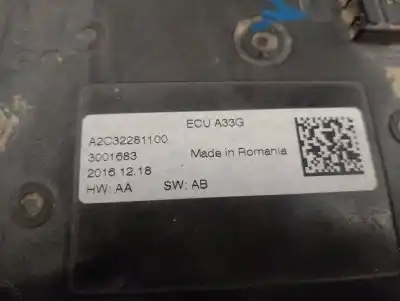 ECU A33G
A2C32281100
3001683 Made in Romania
2016.12.18
HW: AA SW: AB